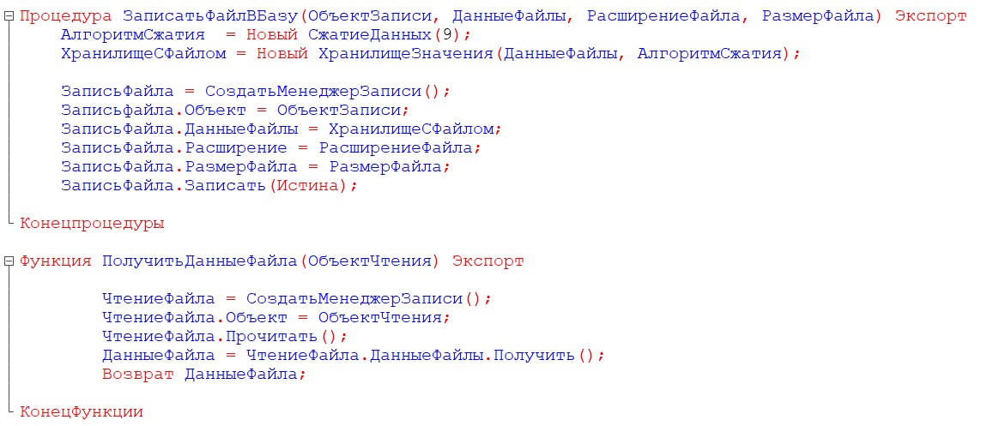 Процедура ЗаписатьФайлВБазу(ОбъектЗаписи, ДанныеФайлы, РасширениеФайла, РазмерФайла) Экспорт
АлгоритмСжатия  = Новый СжатиеДанных(9);
ХранилищеСФайлом = Новый ХранилищеЗначения(ДанныеФайлы, АлгоритмСжатия);
ЗаписьФайла = СоздатьМенеджерЗаписи();
Записьфайла.Объект = ОбъектЗаписи;
ЗаписьФайла.ДанныеФайлы = ХранилищеСФайлом;
ЗаписьФайла.Расширение = РасширениеФайла;
ЗаписьФайла.РазмерФайла = РазмерФайла;
ЗаписьФайла.Записать(Истина);
Конецпроцедуры
Функция ПолучитьДанныеФайла(ОбъектЧтения) Экспорт
ЧтениеФайла = СоздатьМенеджерЗаписи();
ЧтениеФайла.Объект = ОбъектЧтения;
ЧтениеФайла.Прочитать();
ДанныеФайла = ЧтениеФайла.ДанныеФайлы.Получить();
Возврат ДанныеФайла;
КонецФункции